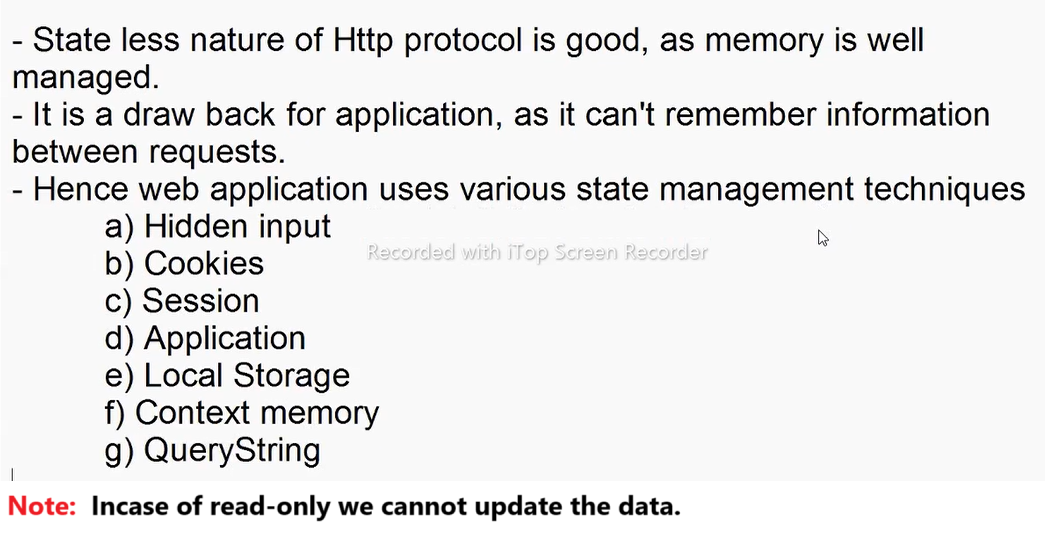 - State less nature of Http protocol is good, as memory is well
managed.
- It is a draw back for application, as it can't remember information
between requests.
- Hence web application uses various state management techniques
a) Hidden input
Recorded with iTop Screen Recorder
b) Cookies
c) Session
d) Application
e) Local Storage
f) Context memory
g) QueryString
Note: Incase of read-only we cannot update the data.